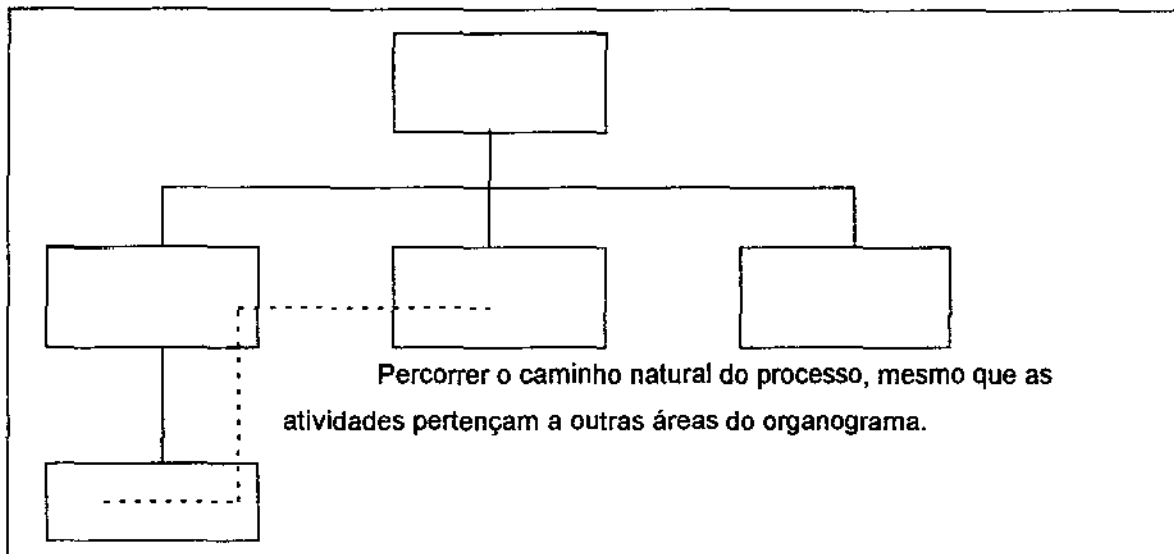 Percorrer o caminho natural do processo, mesmo que as
atividades pertençam a outras áreas do organograma.